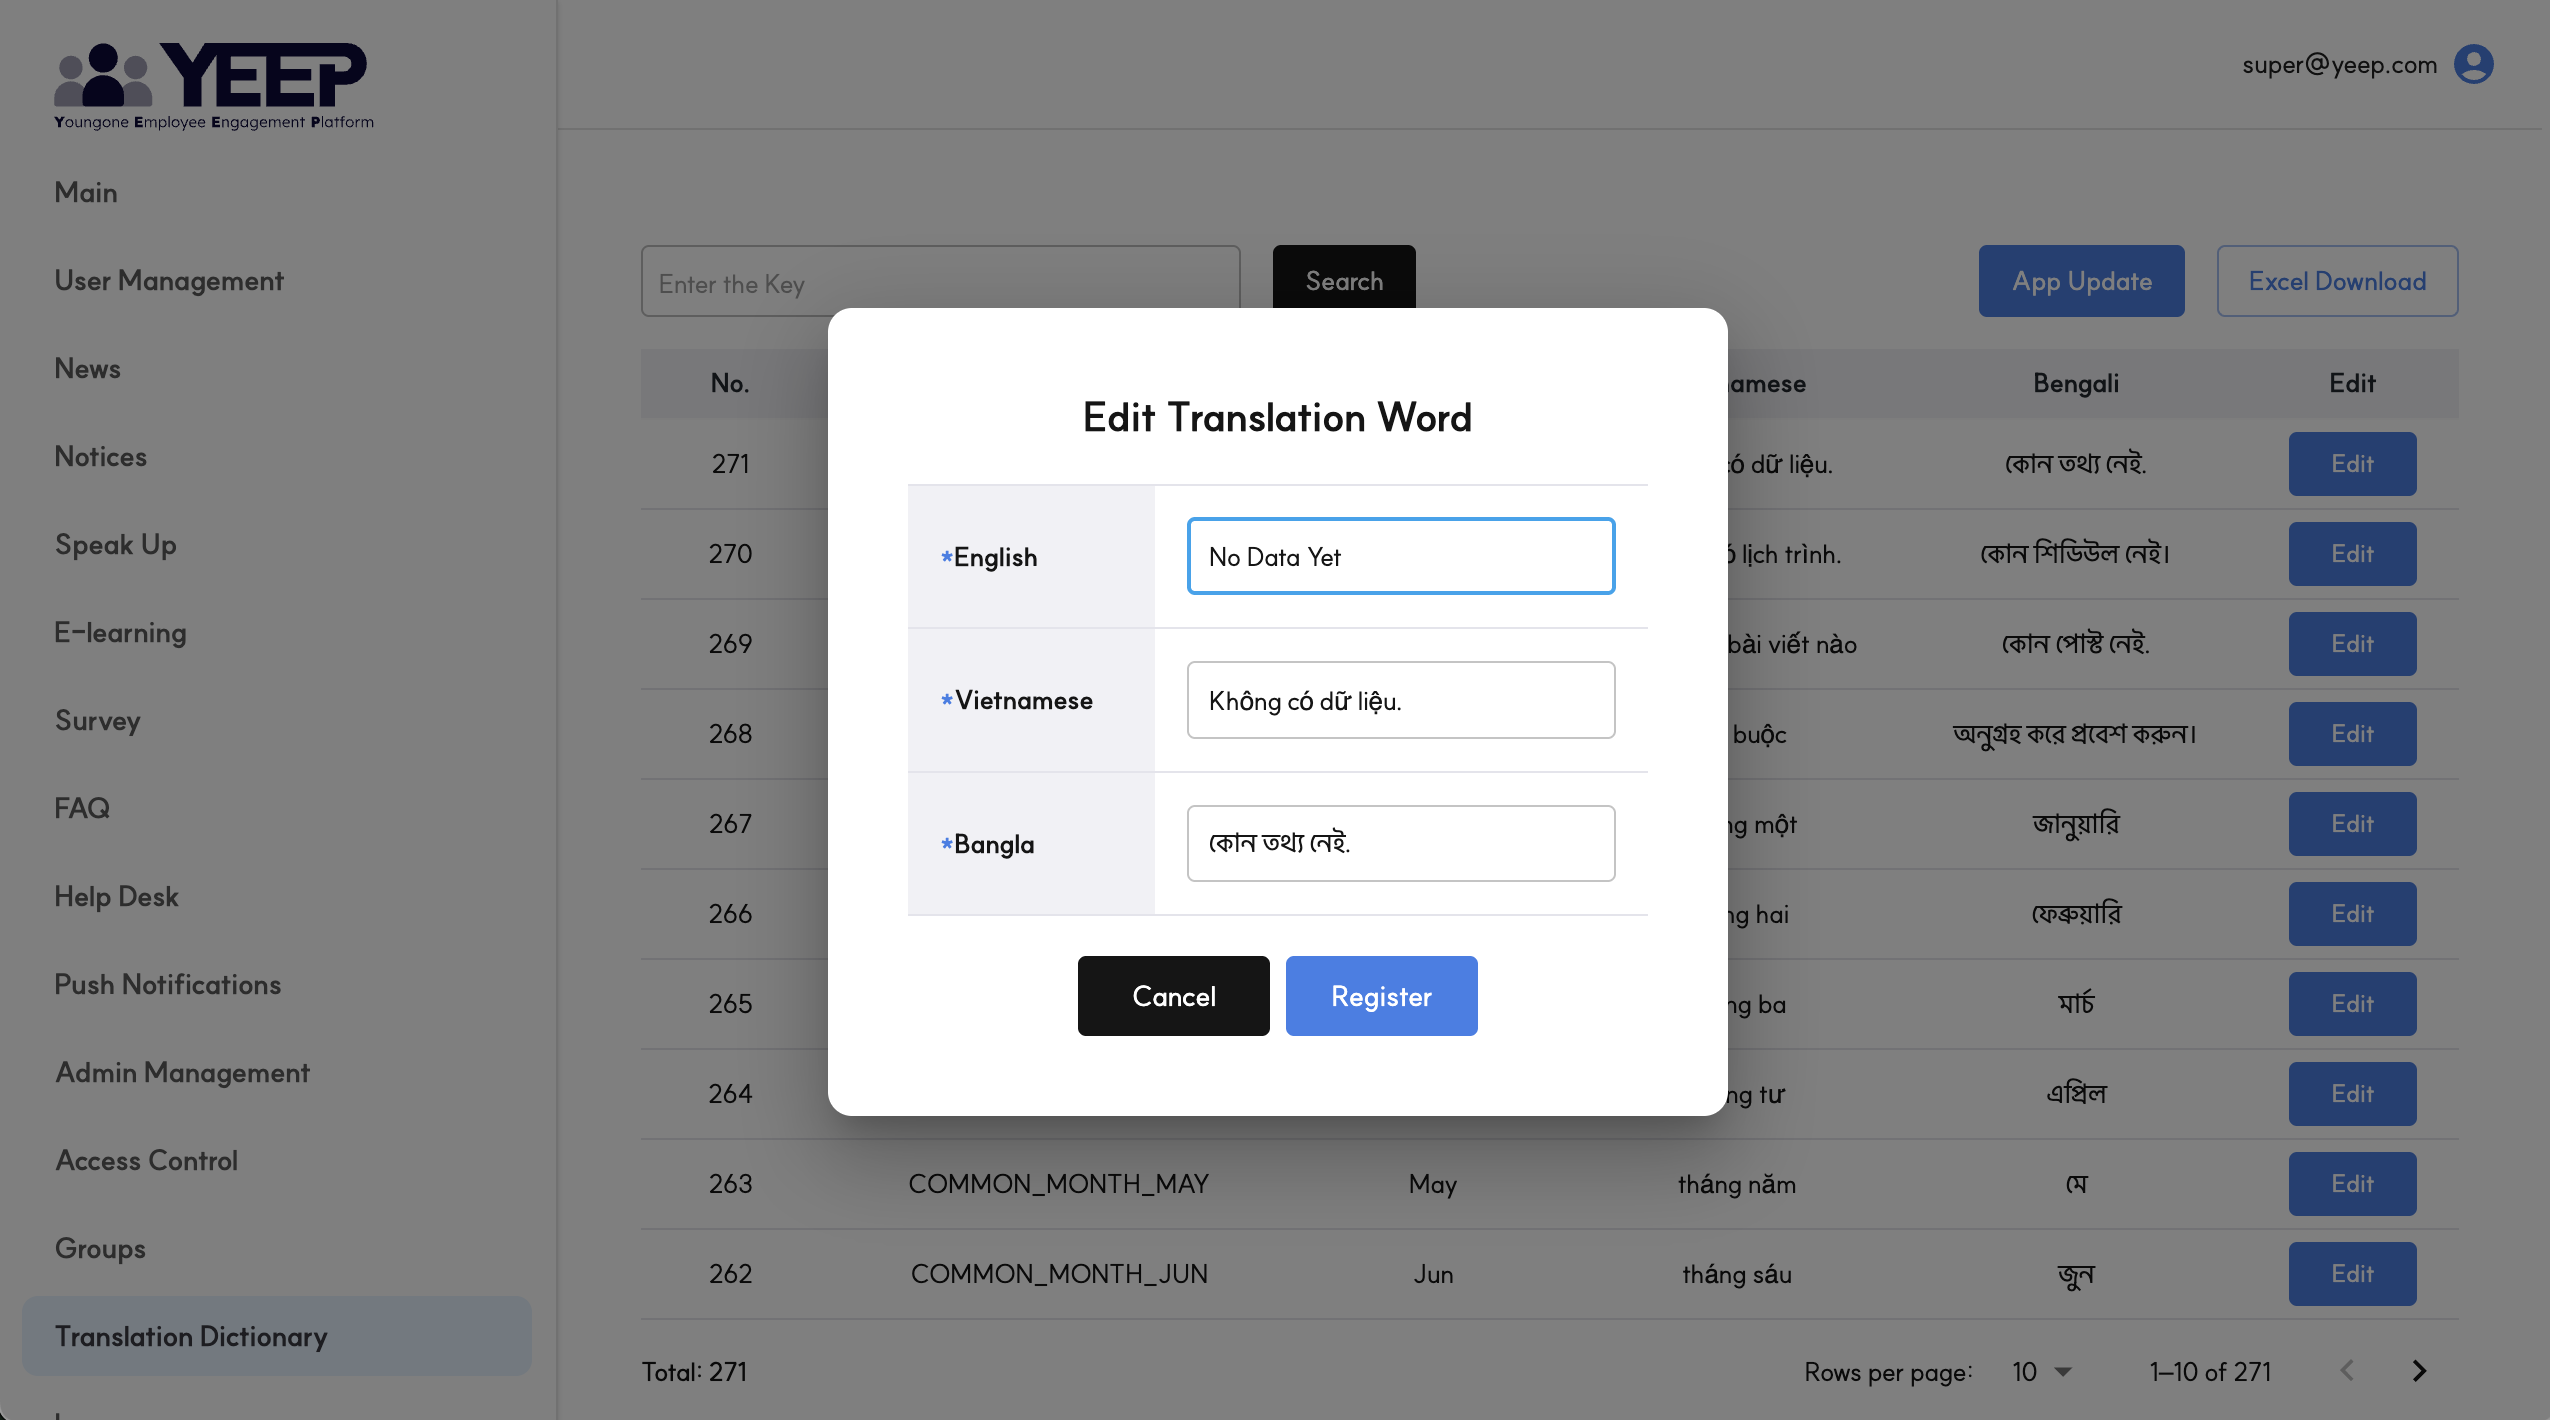 YEEP
Youngone Employee Engagement Platform
super@yeep.com
Main
User Management
News
Notices
Speak Up
E-learning
Survey
FAQ
Help Desk
Push Notifications
Admin Management
Access Control
Groups
Translation Dictionary
Enter the Key
Search
App Update
Excel Download
No. Bengali Edit
271 dữ liệu. কোন তথ্য নেই. Edit
270 lịch trình. কোন শিডিউল নেই। Edit
269 bài viết nào কোন পোস্ট নেই. Edit
268 buộc অনুগ্রহ করে প্রবেশ করুন। Edit
267 một জানুয়ারি Edit
266 hai ফেব্রুয়ারি Edit
265 ba মার্চ Edit
264 tư এপ্রিল Edit
263 COMMON_MONTH_MAY May tháng năm মে Edit
262 COMMON_MONTH_JUN Jun tháng sáu জুন Edit
Total: 271
Rows per page: 10 1–10 of 271
Edit Translation Word
*English No Data Yet
*Vietnamese Không có dữ liệu.
*Bangla কোন তথ্য নেই.
Cancel Register